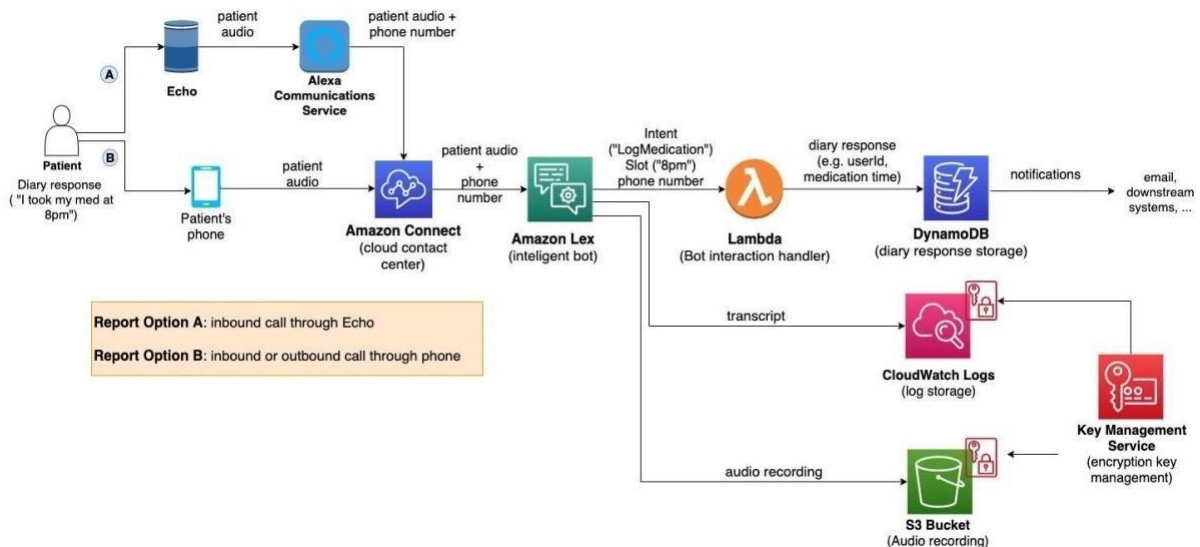 patient
audio
patient audio +
phone number
A
Echo
Alexa
Communications
Service
Patient
Diary response
( "I took my med at
8pm")
B
Patient's
phone
patient
audio
Amazon Connect
(cloud contact
center)
patient audio
+
phone
number
Amazon Lex
(inteligent bot)
Intent
("LogMedication")
Slot ("8pm")
phone number
Lambda
(Bot interaction handler)
diary response
(e.g. userId,
medication time)
DynamoDB
(diary response storage)
notifications
email,
downstream
systems, ...
Report Option A: inbound call through Echo
Report Option B: inbound or outbound call through phone
transcript
CloudWatch Logs
(log storage)
Key Management
Service
(encryption key
management)
audio recording
S3 Bucket
(Audio recording)